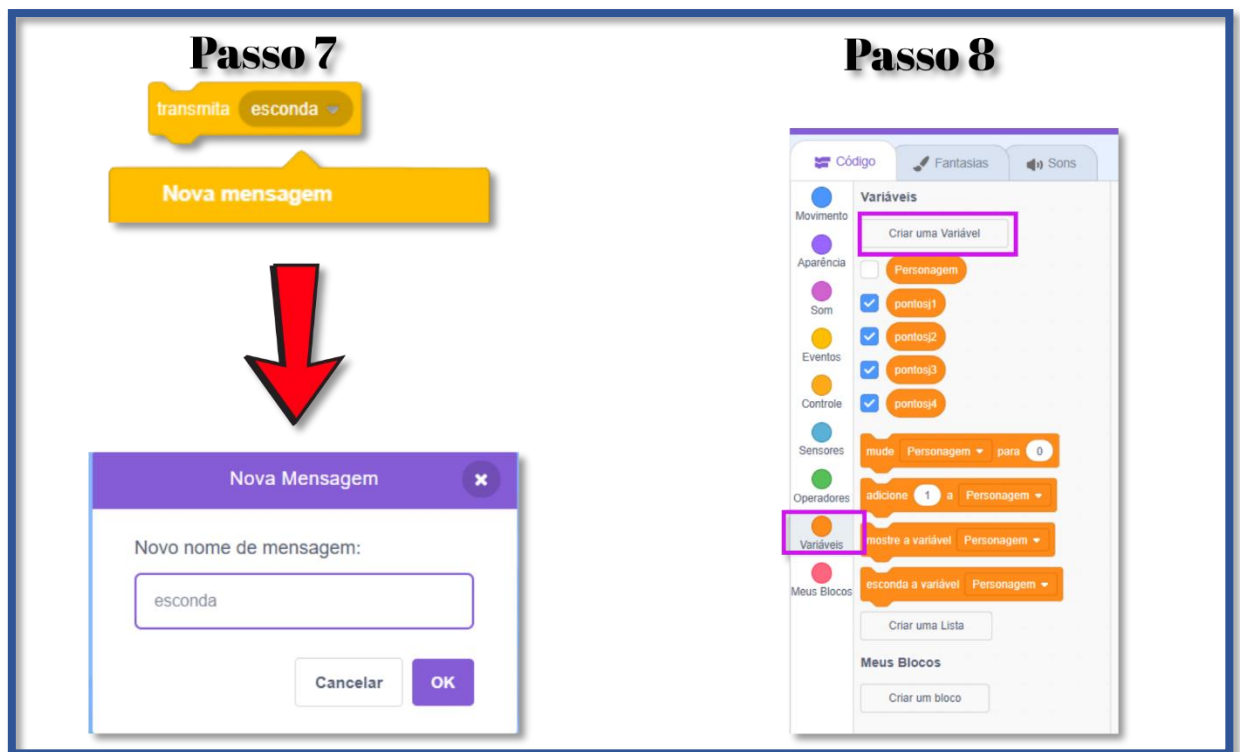 Passo 7
transmita esconda
Nova mensagem
Nova Mensagem
Novo nome de mensagem:
esconda
Cancelar OK
Passo 8
Código Fantasias Sons
Movimento
Aparência
Som
Eventos
Controle
Sensores
Operadores
Variáveis
Meus Blocos
Variáveis
Criar uma Variável
Personagem
pontosj1
pontosj2
pontosj3
pontosj4
mude Personagem para 0
adicione 1 a Personagem
mostre a variável Personagem
esconda a variável Personagem
Criar uma Lista
Meus Blocos
Criar um bloco